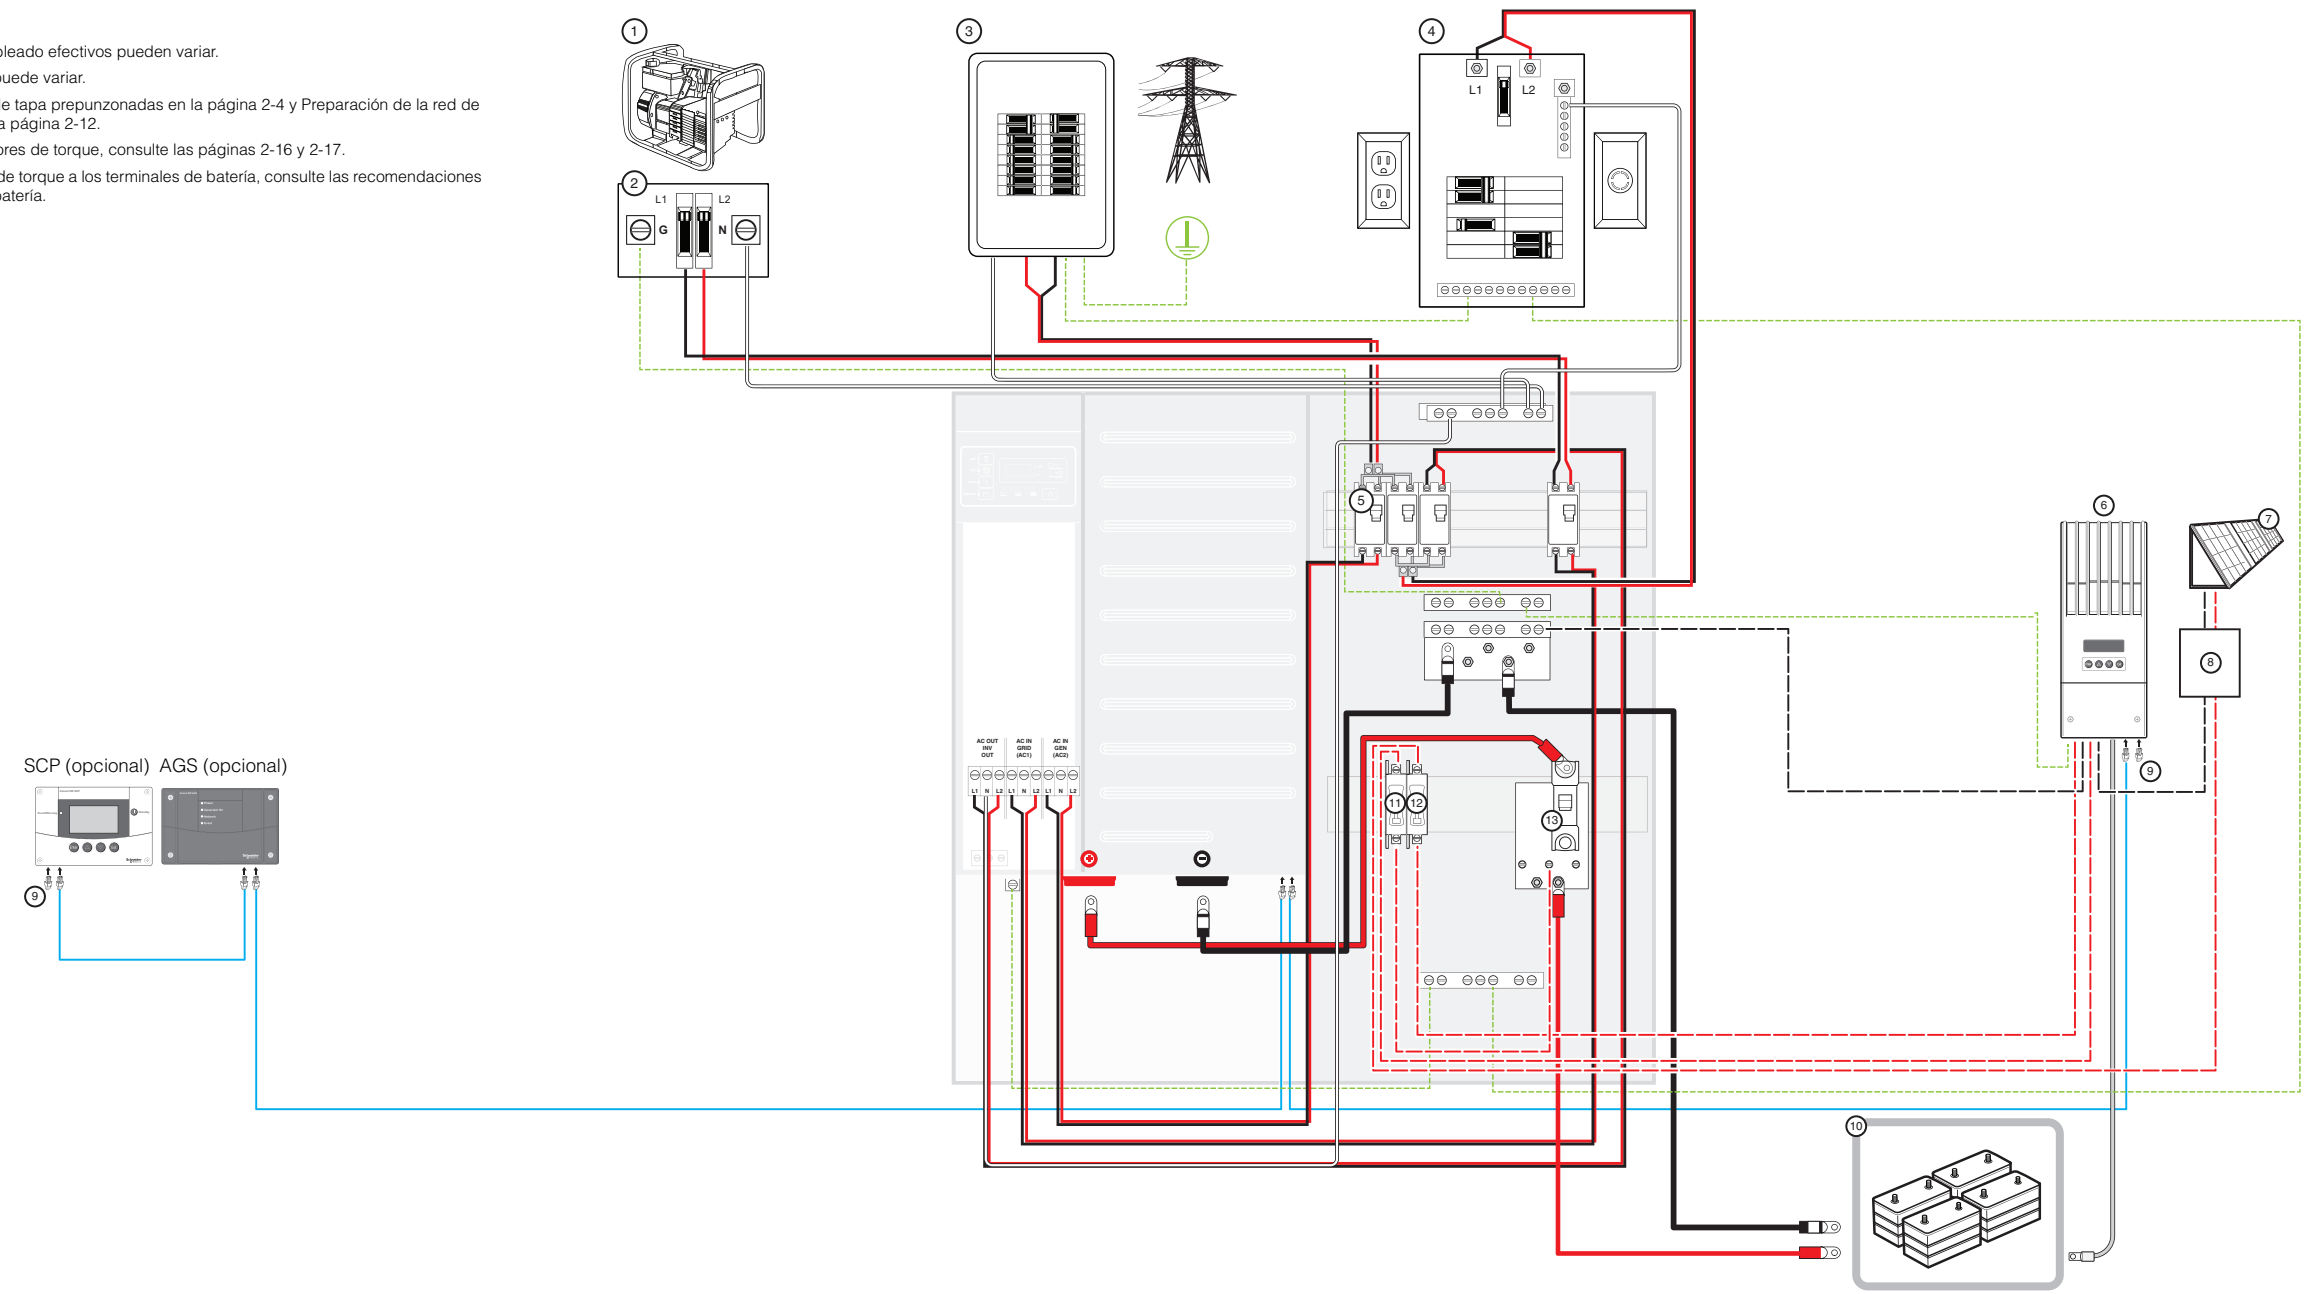 pleado efectivos pueden variar.
puede variar.
de tapa prepunzonadas en la página 2-4 y Preparación de la red de
a página 2-12.
ores de torque, consulte las páginas 2-16 y 2-17.
de torque a los terminales de batería, consulte las recomendaciones
batería.
1
2
L1 L2
G N
3
4
L1 L2
5
6
7
8
9
SCP (opcional) AGS (opcional)
9
AC OUT
INV
OUT
AC IN
GRID
(AC1)
AC IN
GEN
(AC2)
L1 N L2 L1 N L2 L1 N L2
11 12
13
10